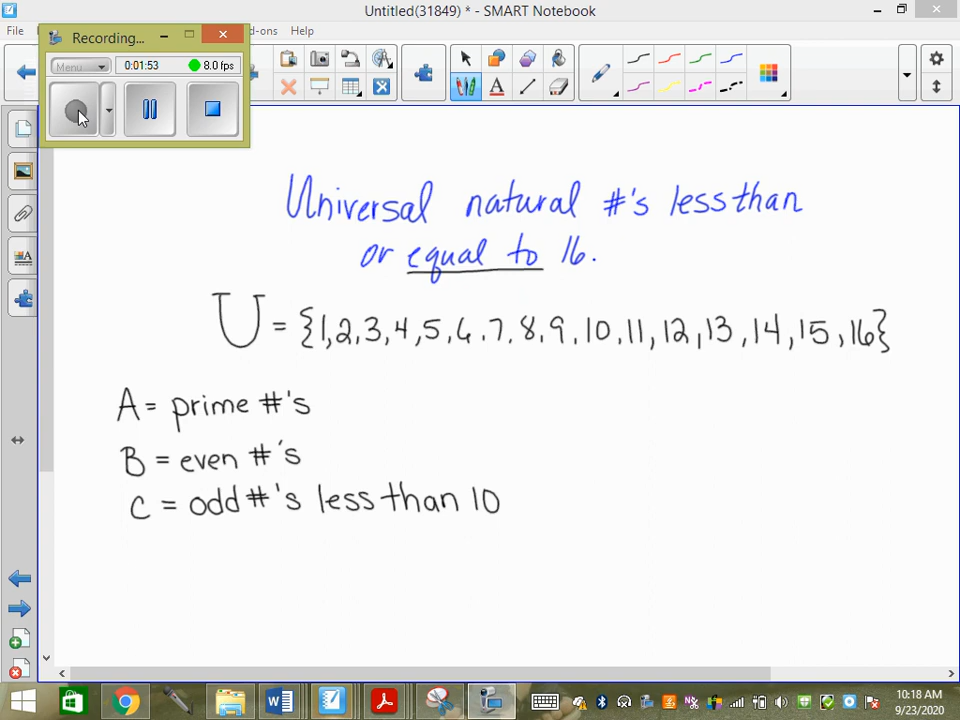 Untitled(31849) * - SMART Notebook
File
d-ons
Help
Recording...
Menu
0:01:53
8.0 fps
Universal natural #'s less than
or equal to 16.
U = {1,2,3,4,5,6,7,8,9,10,11,12,13,14,15,16}
A = prime #'s
B = even #'s
C = odd #'s less than 10
10:18 AM
9/23/2020